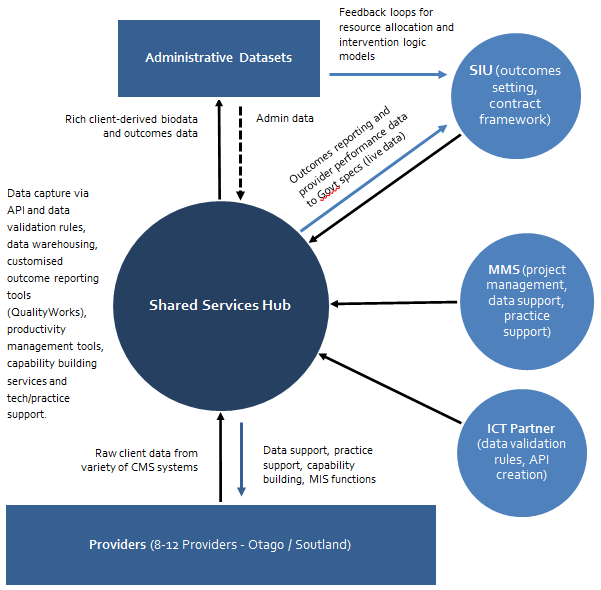 Feedback loops for
resource allocation and
intervention logic
models
Administrative Datasets
SIU (outcomes
setting,
contract
framework)
Rich client-derived biodata
and outcomes data
Admin data
Outcomes reporting and
provider performance data
to Govt specs (live data)
Data capture via
API and data
validation rules,
data warehousing,
customised
outcome reporting
tools
(QualityWorks),
productivity
management tools,
capability building
services and
tech/practice
support.
Shared Services Hub
MMS (project
management,
data support,
practice
support)
ICT Partner
(data validation
rules, API
creation)
Raw client data from
variety of CMS systems
Data support, practice
support, capability
building, MIS functions
Providers (8-12 Providers - Otago / Soutland)